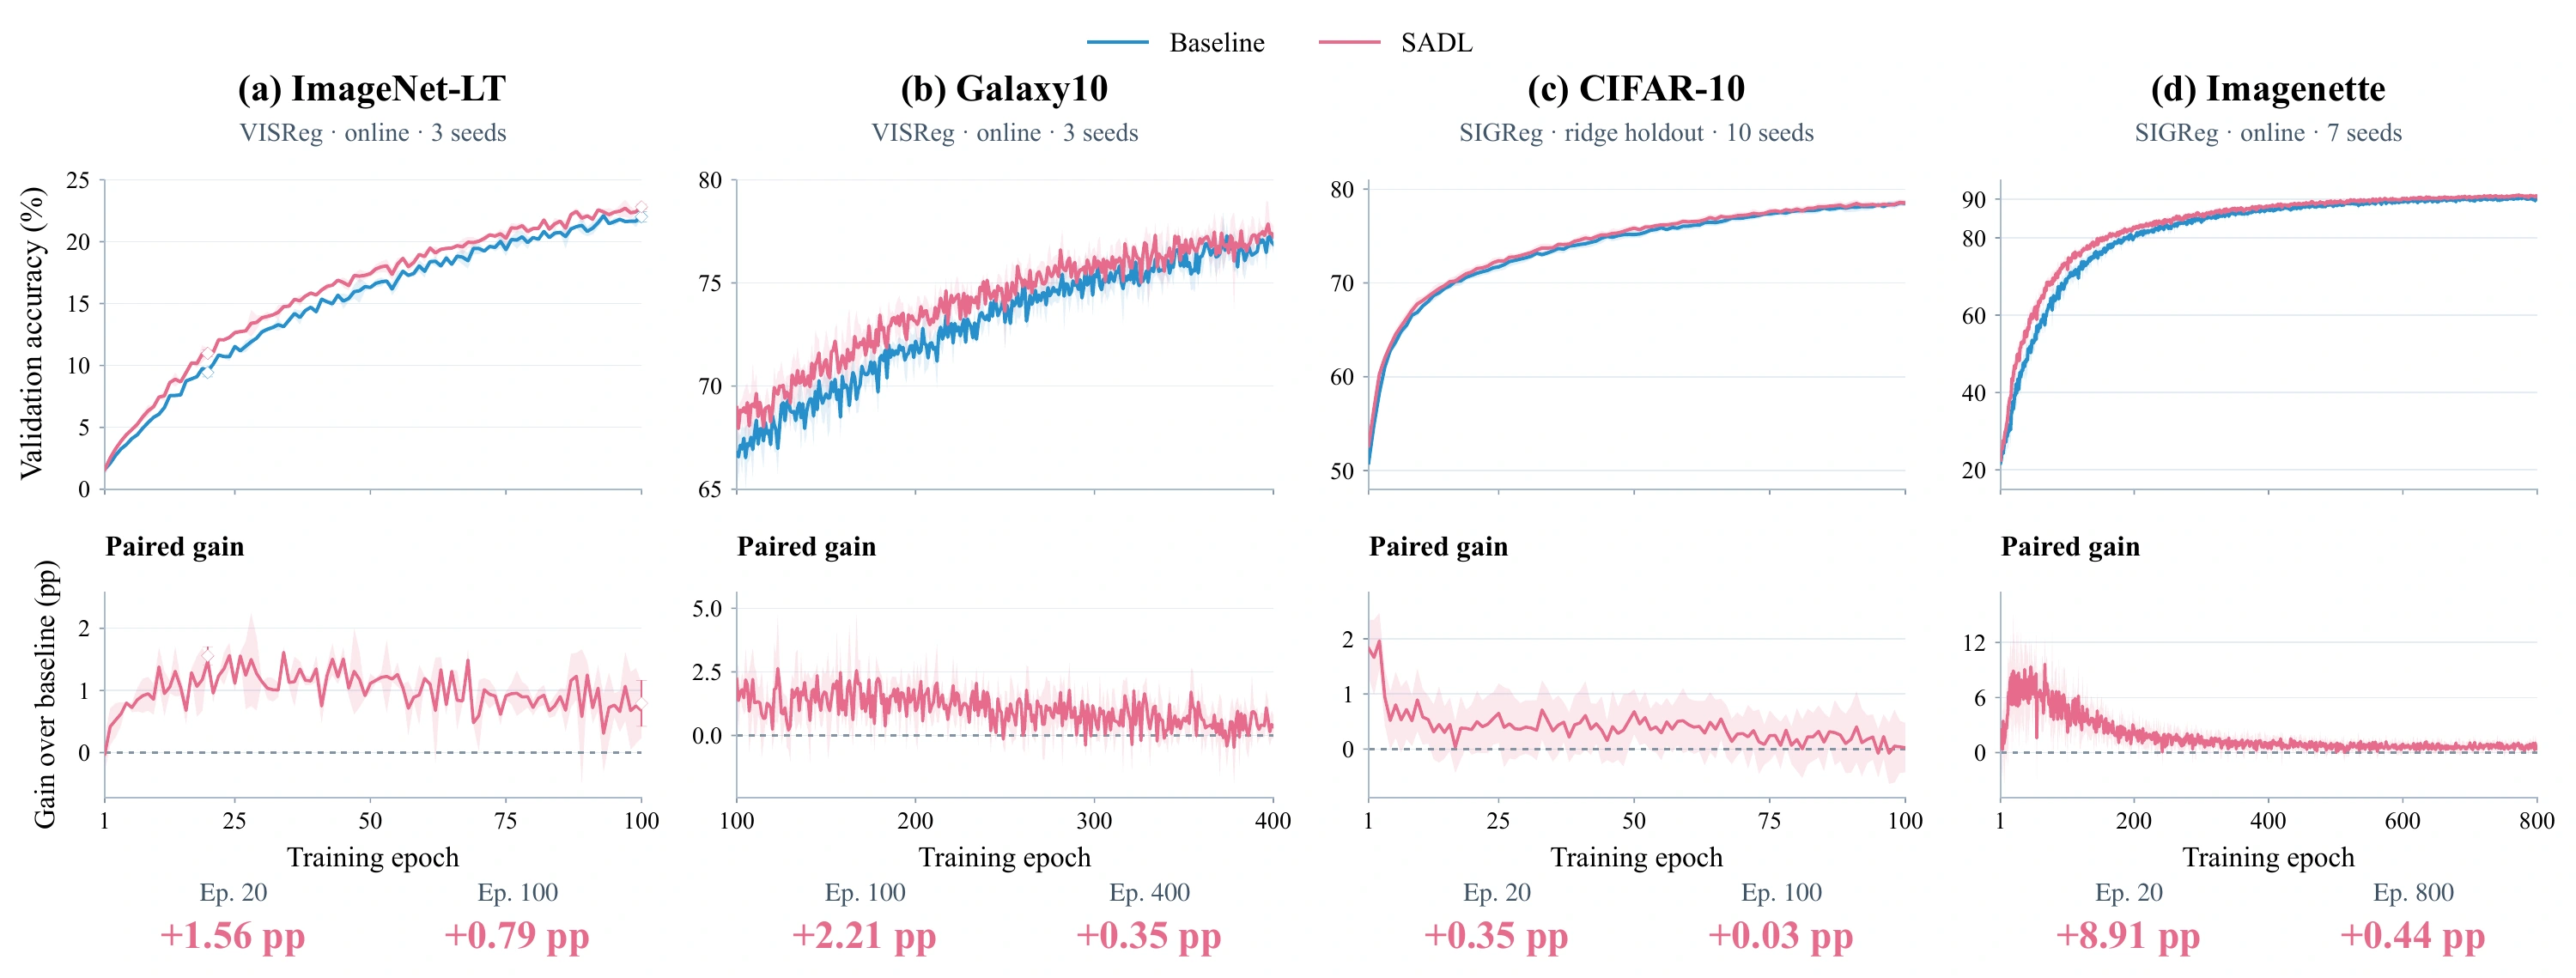 Baseline SADL
(a) ImageNet-LT
VISReg · online · 3 seeds
(b) Galaxy10
VISReg · online · 3 seeds
(c) CIFAR-10
SIGReg · ridge holdout · 10 seeds
(d) Imagenette
SIGReg · online · 7 seeds
Validation accuracy (%)
25
20
15
10
5
0
80
75
70
65
80
70
60
50
90
80
60
40
20
Gain over baseline (pp)
Paired gain
2
1
0
1 25 50 75 100
Training epoch
Ep. 20 Ep. 100
+1.56 pp +0.79 pp
Paired gain
5.0
2.5
0.0
100 200 300 400
Training epoch
Ep. 100 Ep. 400
+2.21 pp +0.35 pp
Paired gain
2
1
0
1 25 50 75 100
Training epoch
Ep. 20 Ep. 100
+0.35 pp +0.03 pp
Paired gain
12
6
0
1 200 400 600 800
Training epoch
Ep. 20 Ep. 800
+8.91 pp +0.44 pp